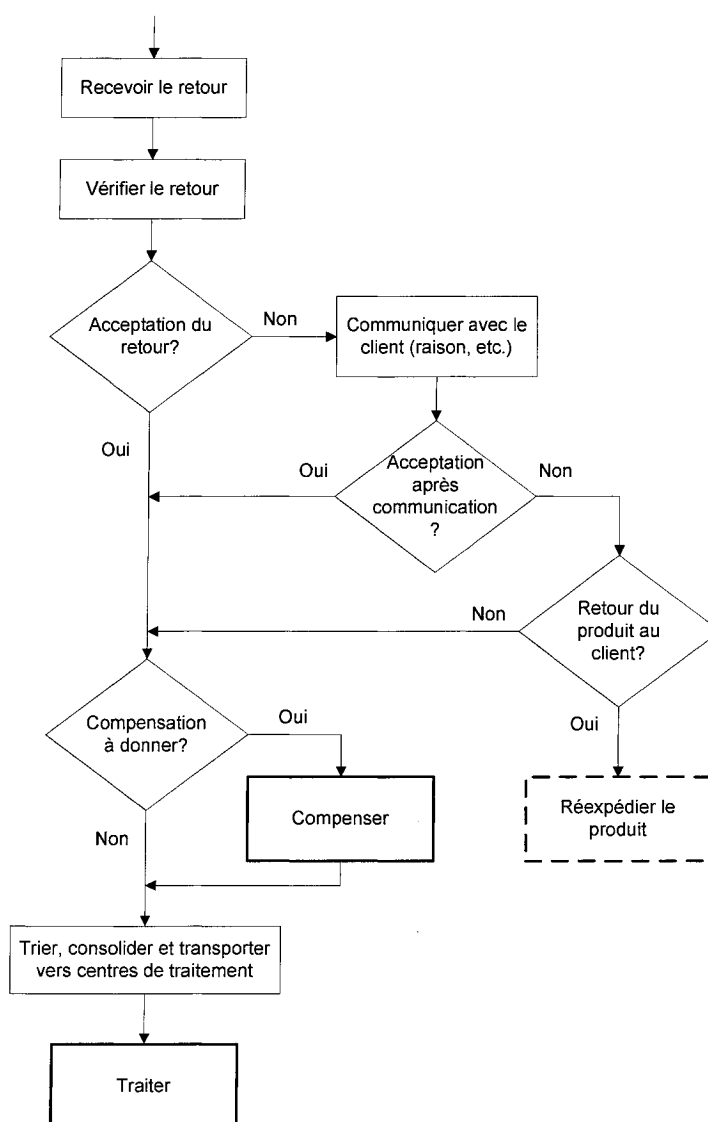 Recevoir le retour
Vérifier le retour
Acceptation du
retour?
Non
Communiquer avec le
client (raison, etc.)
Oui
Oui
Acceptation
après
communication
?
Non
Non
Retour du
produit au
client?
Compensation
à donner?
Oui
Oui
Compenser
Réexpédier le
produit
Non
Trier, consolider et transporter
vers centres de traitement
Traiter